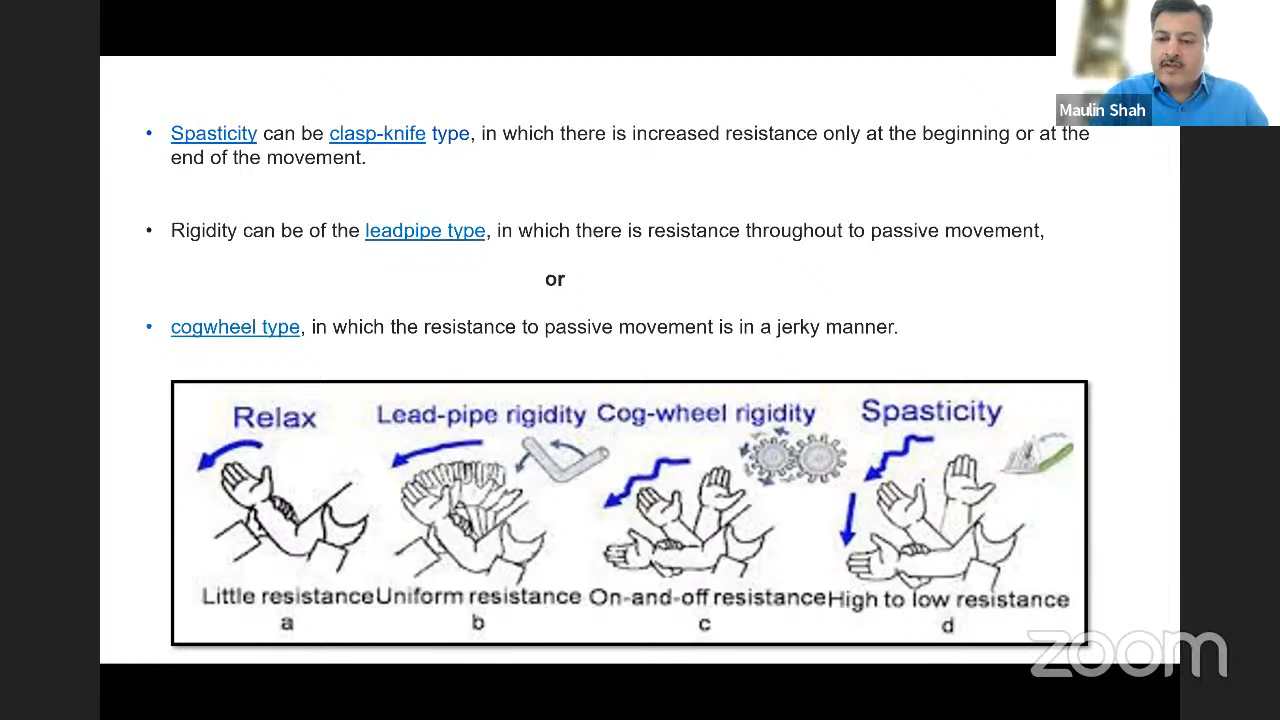 Maulin Shah
• Spasticity can be clasp-knife type, in which there is increased resistance only at the beginning or at the
end of the movement.
• Rigidity can be of the leadpipe type, in which there is resistance throughout to passive movement,
or
• cogwheel type, in which the resistance to passive movement is in a jerky manner.
Relax Lead-pipe rigidity Cog-wheel rigidity Spasticity
Little resistance Uniform resistance On-and-off resistance High to low resistance
a b c d
zoom